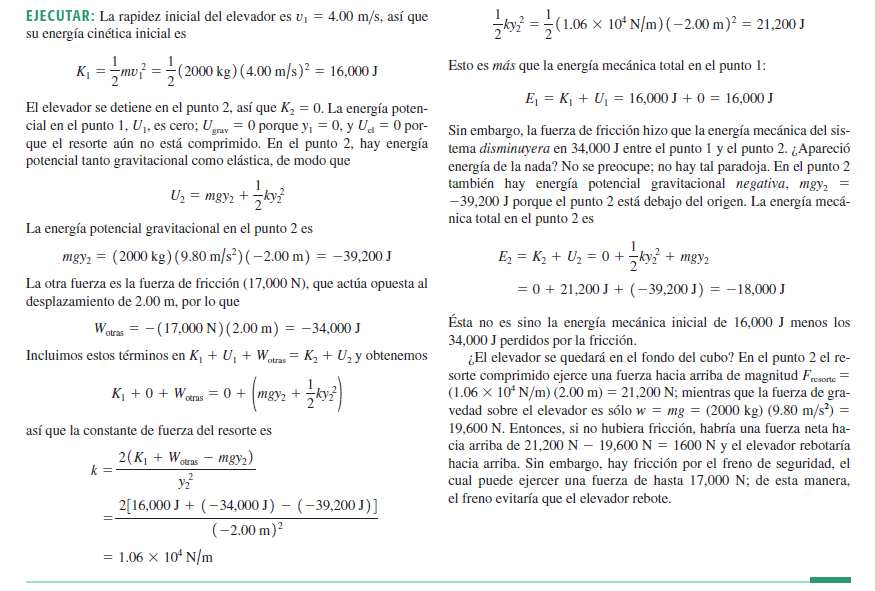 EJECUTAR: La rapidez inicial del elevador es v₁ = 4.00 m/s, así que
su energía cinética inicial es
K₁ = 1/2 mv₁² = 1/2 (2000 kg)(4.00 m/s)² = 16,000 J
El elevador se detiene en el punto 2, así que K₂ = 0. La energía poten-
cial en el punto 1, U₁, es cero; U_grav = 0 porque y₁ = 0, y U_el = 0 por-
que el resorte aún no está comprimido. En el punto 2, hay energía
potencial tanto gravitacional como elástica, de modo que
U₂ = mgy₂ + 1/2 ky₂²
La energía potencial gravitacional en el punto 2 es
mgy₂ = (2000 kg)(9.80 m/s²)(−2.00 m) = −39,200 J
La otra fuerza es la fuerza de fricción (17,000 N), que actúa opuesta al
desplazamiento de 2.00 m, por lo que
W_otras = −(17,000 N)(2.00 m) = −34,000 J
Incluimos estos términos en K₁ + U₁ + W_otras = K₂ + U₂ y obtenemos
K₁ + 0 + W_otras = 0 + (mgy₂ + 1/2 ky₂²)
así que la constante de fuerza del resorte es
k = 2(K₁ + W_otras − mgy₂) / y₂²
= 2[16,000 J + (−34,000 J) − (−39,200 J)] / (−2.00 m)²
= 1.06 × 10⁴ N/m
1/2 ky₂² = 1/2 (1.06 × 10⁴ N/m)(−2.00 m)² = 21,200 J
Esto es más que la energía mecánica total en el punto 1:
E₁ = K₁ + U₁ = 16,000 J + 0 = 16,000 J
Sin embargo, la fuerza de fricción hizo que la energía mecánica del sis-
tema disminuyera en 34,000 J entre el punto 1 y el punto 2. ¿Apareció
energía de la nada? No se preocupe; no hay tal paradoja. En el punto 2
también hay energía potencial gravitacional negativa, mgy₂ =
−39,200 J porque el punto 2 está debajo del origen. La energía mecá-
nica total en el punto 2 es
E₂ = K₂ + U₂ = 0 + 1/2 ky₂² + mgy₂
= 0 + 21,200 J + (−39,200 J) = −18,000 J
Ésta no es sino la energía mecánica inicial de 16,000 J menos los
34,000 J perdidos por la fricción.
¿El elevador se quedará en el fondo del cubo? En el punto 2 el re-
sorte comprimido ejerce una fuerza hacia arriba de magnitud F_resorte =
(1.06 × 10⁴ N/m) (2.00 m) = 21,200 N; mientras que la fuerza de gra-
vedad sobre el elevador es sólo w = mg = (2000 kg) (9.80 m/s²) =
19,600 N. Entonces, si no hubiera fricción, habría una fuerza neta ha-
cia arriba de 21,200 N − 19,600 N = 1600 N y el elevador rebotaría
hacia arriba. Sin embargo, hay fricción por el freno de seguridad, el
cual puede ejercer una fuerza de hasta 17,000 N; de esta manera,
el freno evitaría que el elevador rebote.